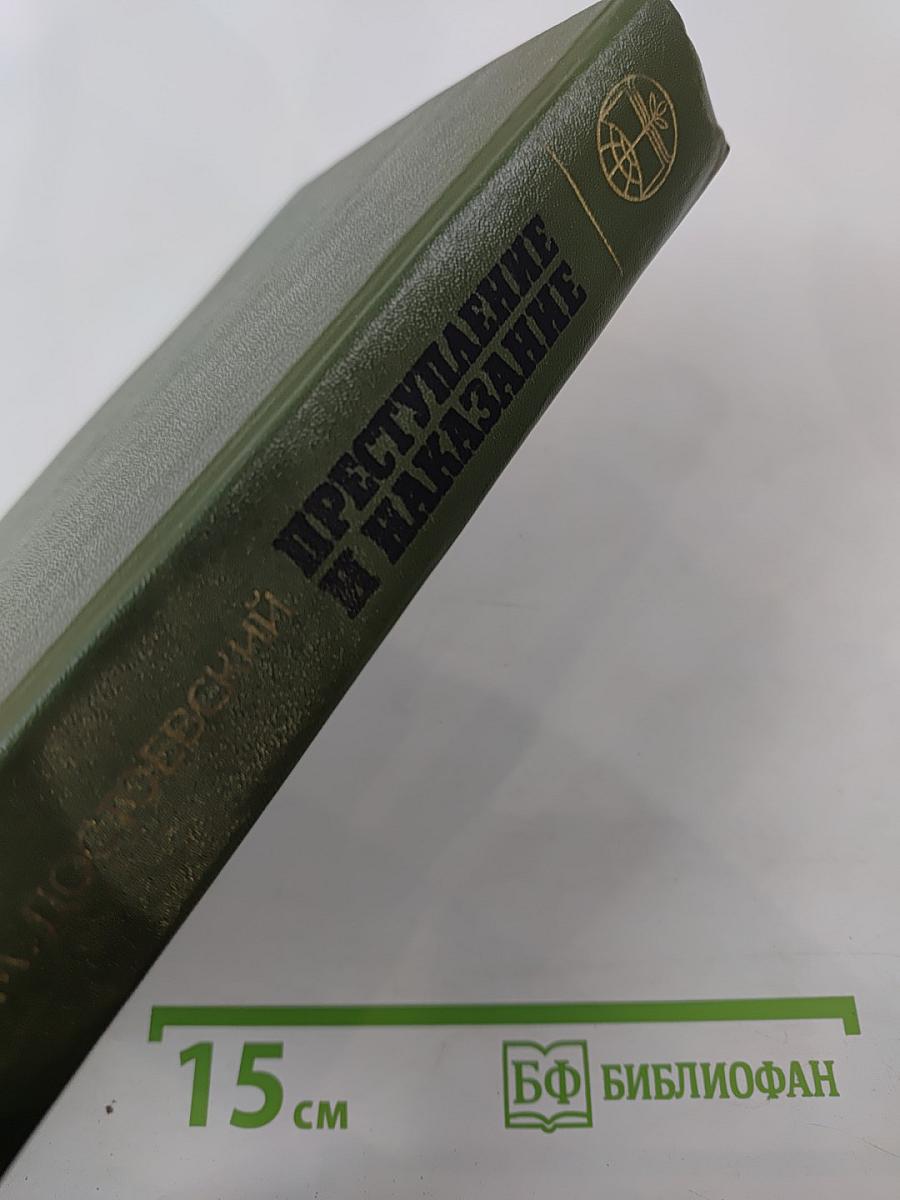 М. ДОСТОЕВСКИЙ
ПРЕСТУПЛЕНИЕ
И НАКАЗАНИЕ
15 см
БФ БИБЛИОФАН